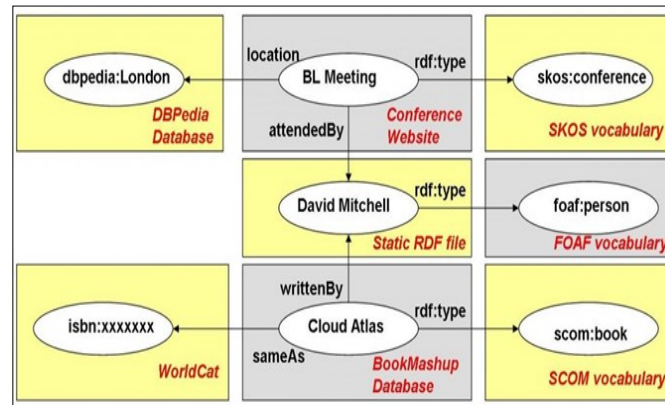 location
rdf:type
dbpedia:London
BL Meeting
skos:conference
DBPedia
Database
attendedBy
Conference
Website
SKOS vocabulary
rdf:type
David Mitchell
foaf:person
Static RDF file
FOAF vocabulary
writtenBy
rdf:type
isbn:xxxxxxx
Cloud Atlas
scom:book
sameAs
WorldCat
BookMashup
Database
SCOM vocabulary